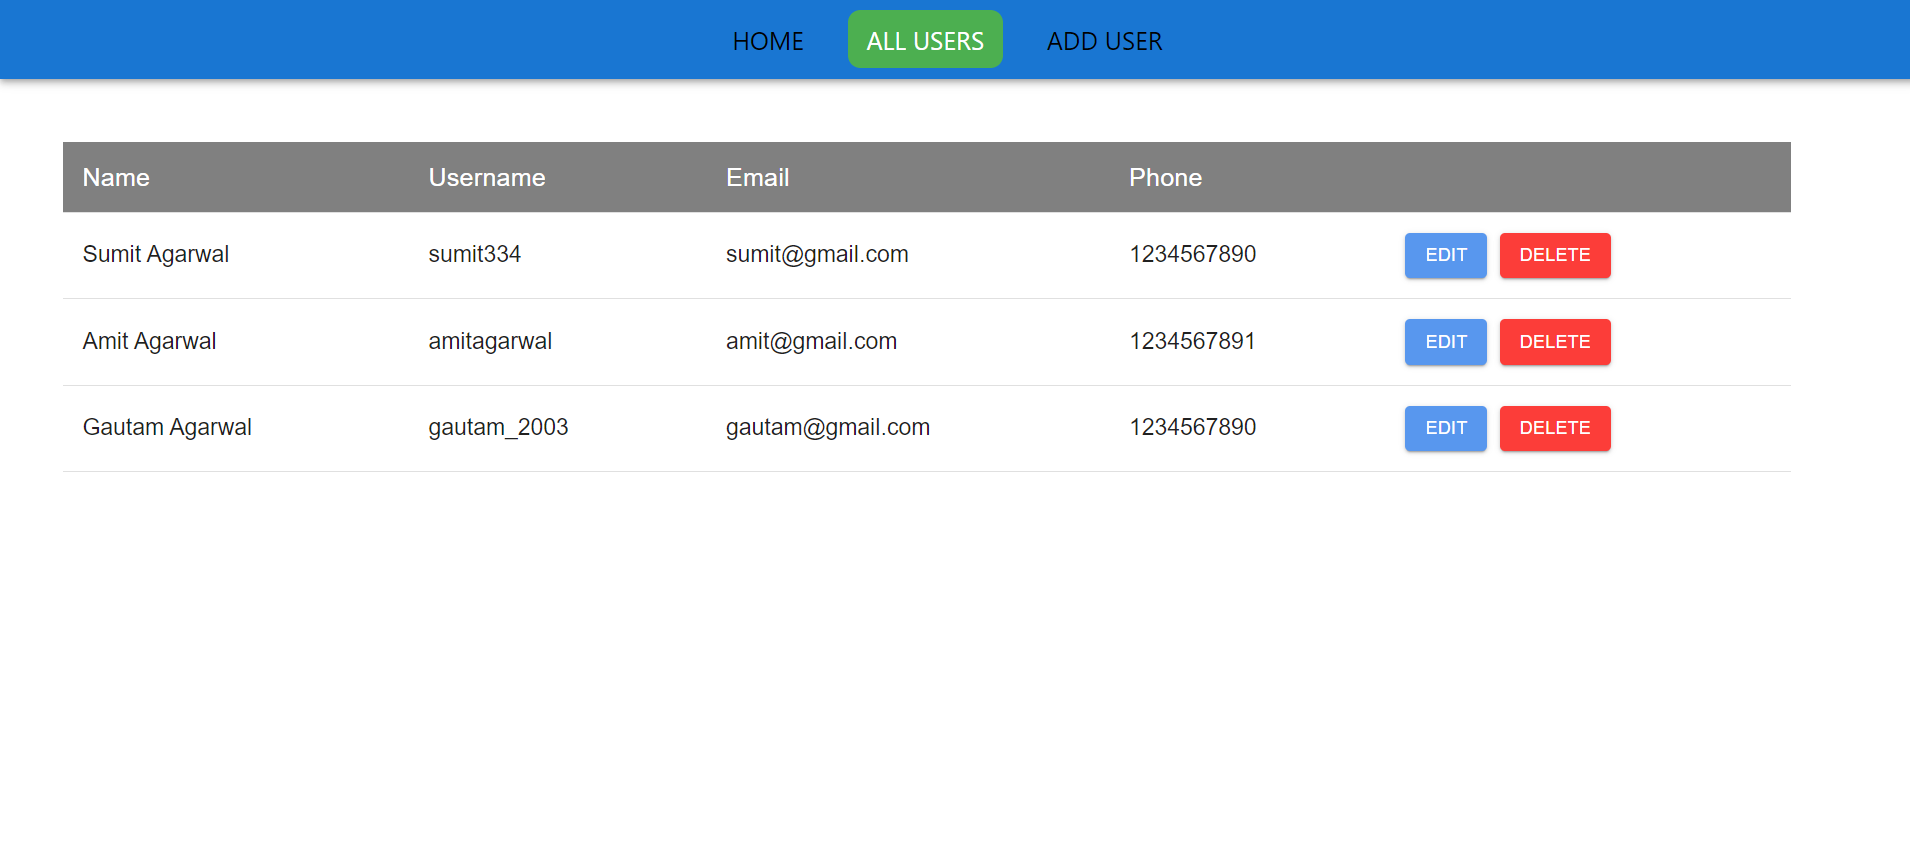 HOME ALL USERS ADD USER
Name Username Email Phone
Sumit Agarwal sumit334 sumit@gmail.com 1234567890 EDIT DELETE
Amit Agarwal amitagarwal amit@gmail.com 1234567891 EDIT DELETE
Gautam Agarwal gautam_2003 gautam@gmail.com 1234567890 EDIT DELETE